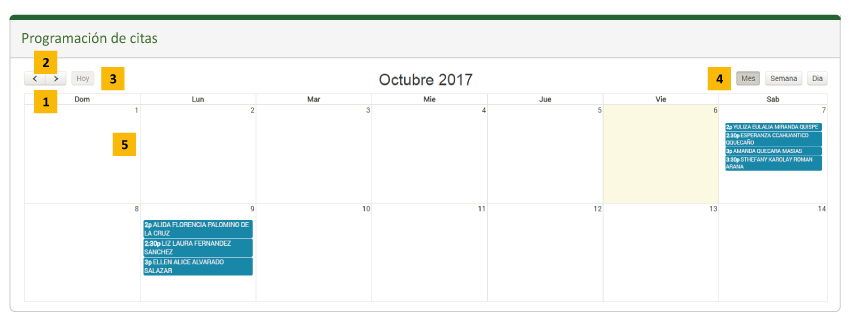 Programación de citas
2
< > Hoy 3
Octubre 2017
4 Mes Semana Dia
1 Dom Lun Mar Mie Jue Vie Sab
1 2 3 4 5 6 7
5
2p YULIZA EULALIA MIRANDA QUISPE
2:30p ESPERANZA CCAHUANTICO
QQUECAÑO
3p AMANDA QUECARA MASIAS
3:30p STHEFANY KAROLAY ROMAN
ARANA
8 9 10 11 12 13 14
2p ALIDA FLORENCIA PALOMINO DE
LA CRUZ
2:30p LIZ LAURA FERNANDEZ
SANCHEZ
3p ELLEN ALICE ALVARADO
SALAZAR